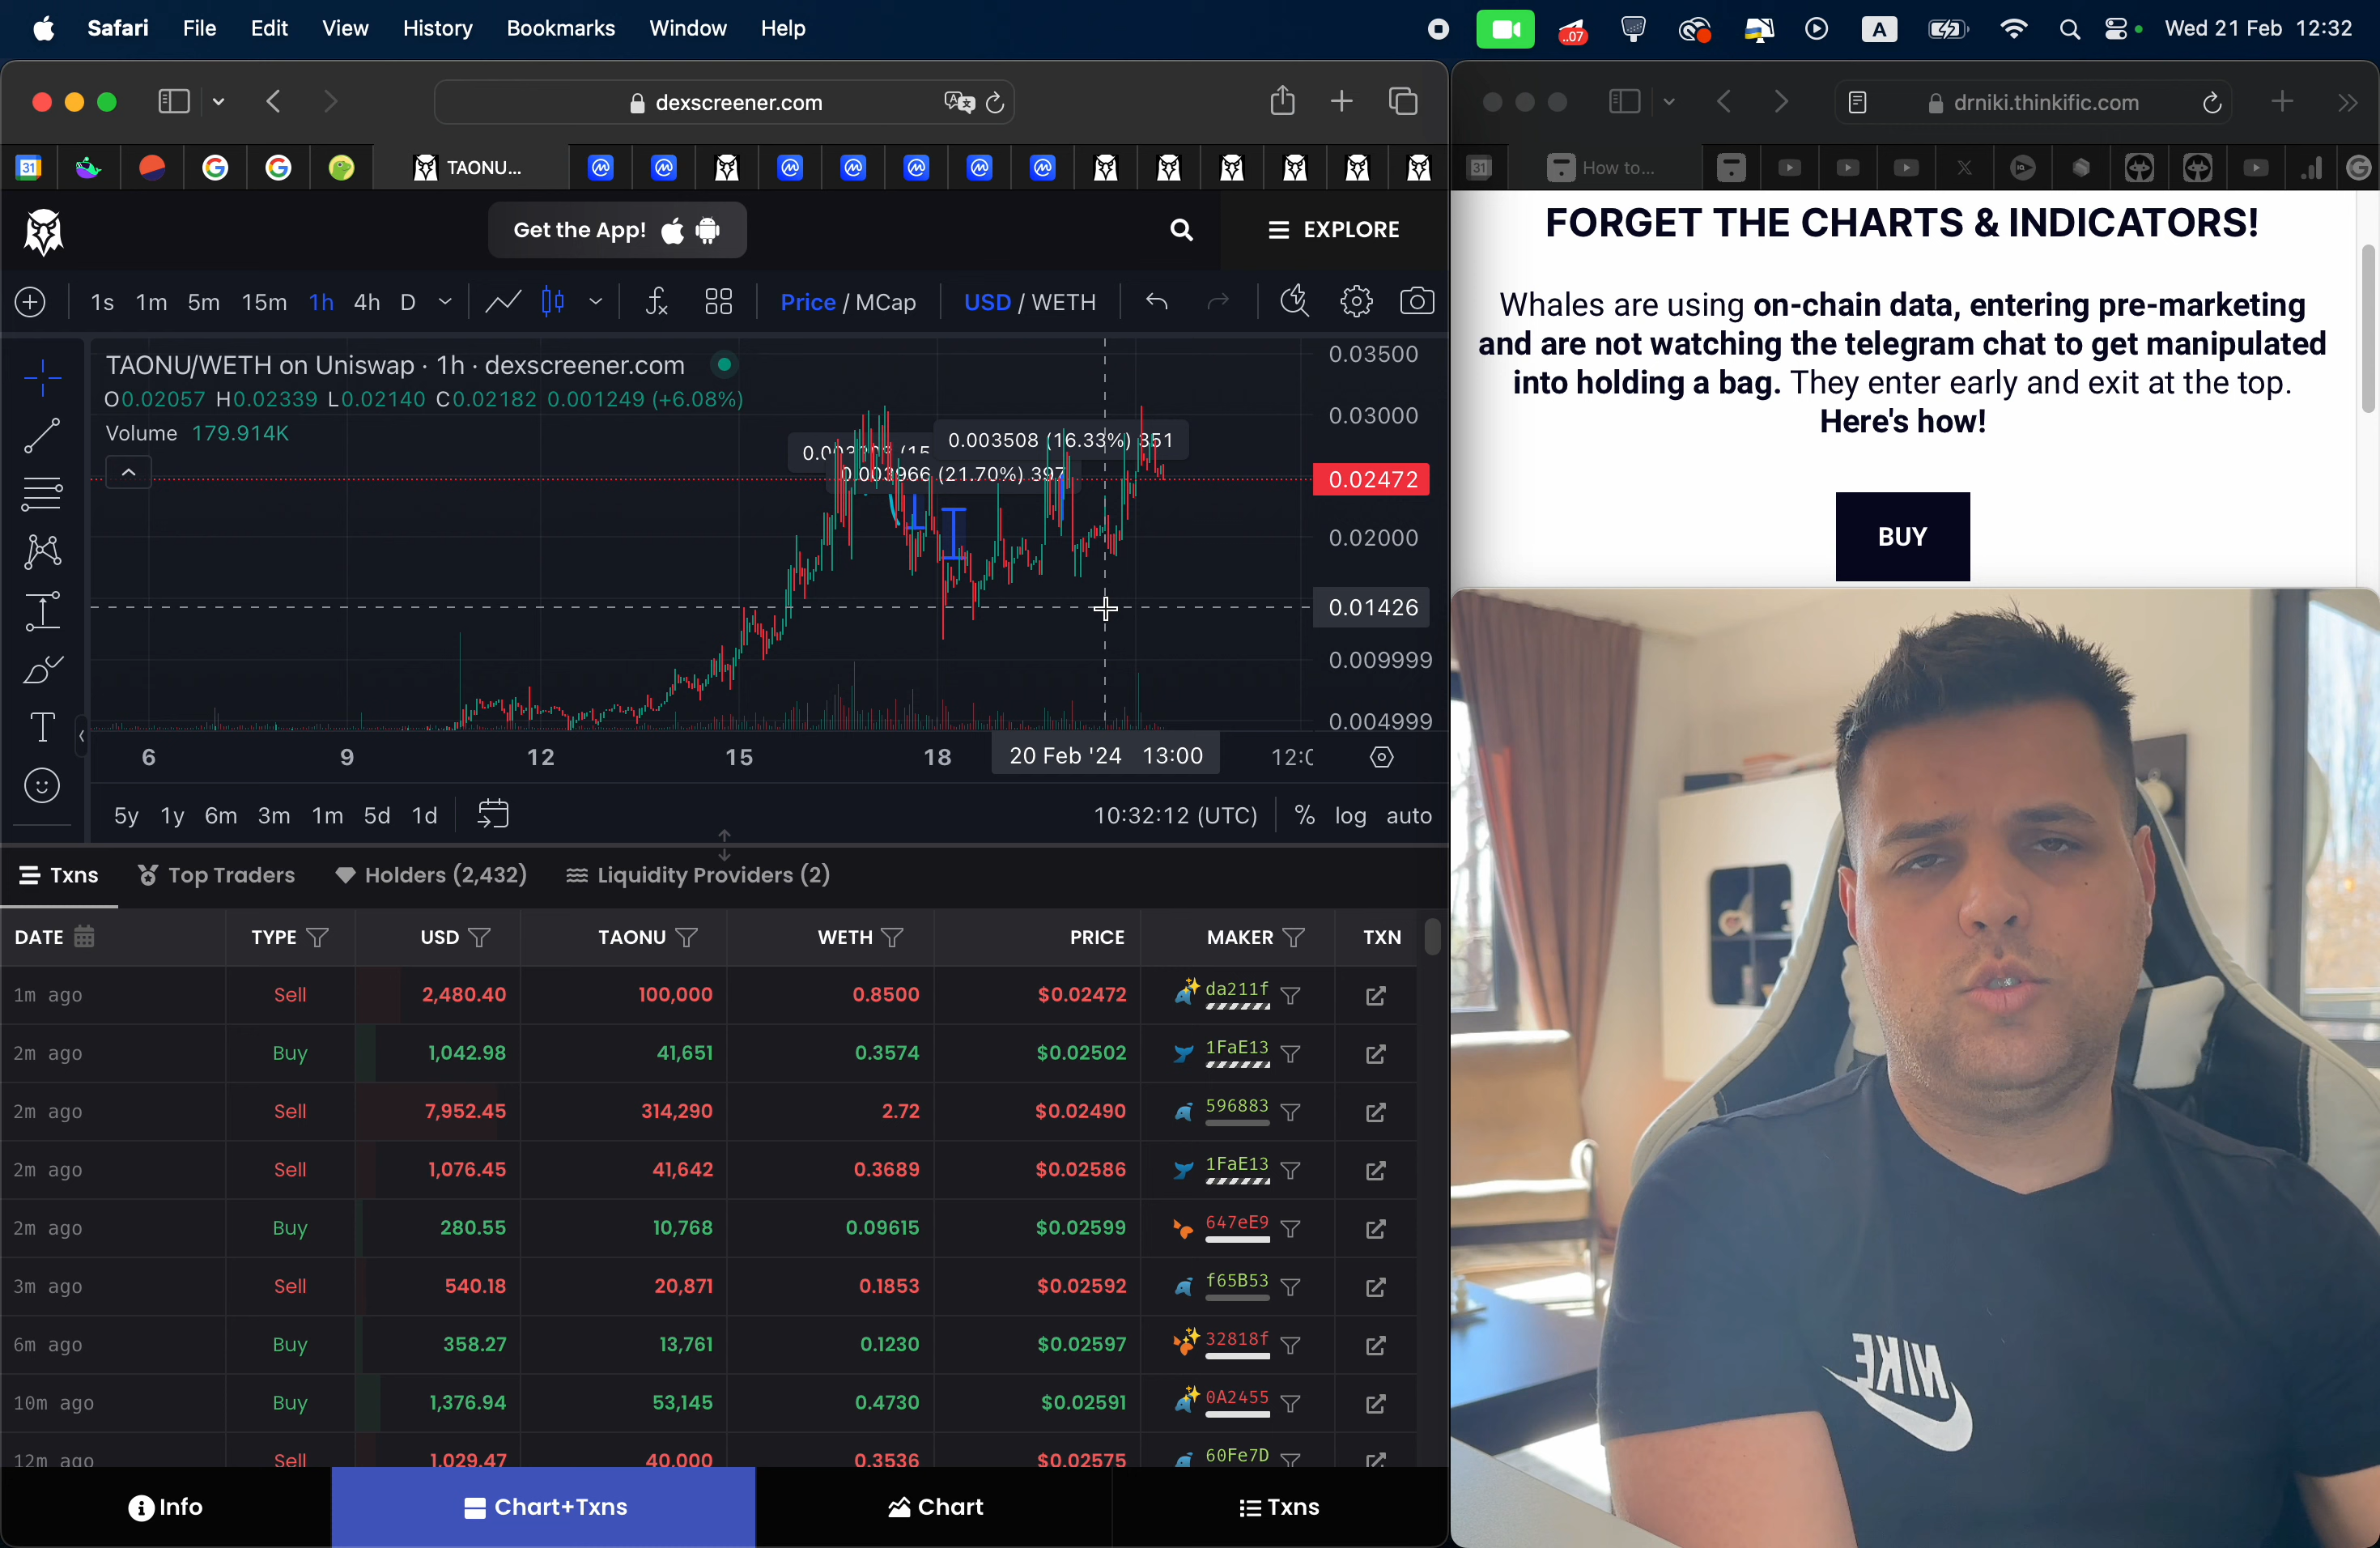 Safari File Edit View History Bookmarks Window Help
..07
A
Wed 21 Feb 12:32
dexscreener.com
31
TAONU...
Get the App!
EXPLORE
1s 1m 5m 15m 1h 4h D
Price / MCap
USD / WETH
TAONU/WETH on Uniswap · 1h · dexscreener.com
O0.02057 H0.02339 L0.02140 C0.02182 0.001249 (+6.08%)
Volume 179.914K
0.003508 (16.33%) 351
0.003966 (21.70%) 397
0.03500
0.03000
0.02472
0.02000
0.01426
0.009999
0.004999
6 9 12 15 18
20 Feb '24 13:00
5y 1y 6m 3m 1m 5d 1d
10:32:12 (UTC)
% log auto
Txns
Top Traders
Holders (2,432)
Liquidity Providers (2)
DATE TYPE USD TAONU WETH PRICE MAKER TXN
1m ago Sell 2,480.40 100,000 0.8500 $0.02472 da211f
2m ago Buy 1,042.98 41,651 0.3574 $0.02502 1FaE13
2m ago Sell 7,952.45 314,290 2.72 $0.02490 596883
2m ago Sell 1,076.45 41,642 0.3689 $0.02586 1FaE13
2m ago Buy 280.55 10,768 0.09615 $0.02599 647eE9
3m ago Sell 540.18 20,871 0.1853 $0.02592 f65B53
6m ago Buy 358.27 13,761 0.1230 $0.02597 32818f
10m ago Buy 1,376.94 53,145 0.4730 $0.02591 0A2455
12m ago Sell 1,029.47 40,000 0.3536 $0.02575 60Fe7D
Info
Chart+Txns
Chart
Txns
drniki.thinkific.com
31
How to...
FORGET THE CHARTS & INDICATORS!
Whales are using on-chain data, entering pre-marketing
and are not watching the telegram chat to get manipulated
into holding a bag. They enter early and exit at the top.
Here's how!
BUY
NIKE